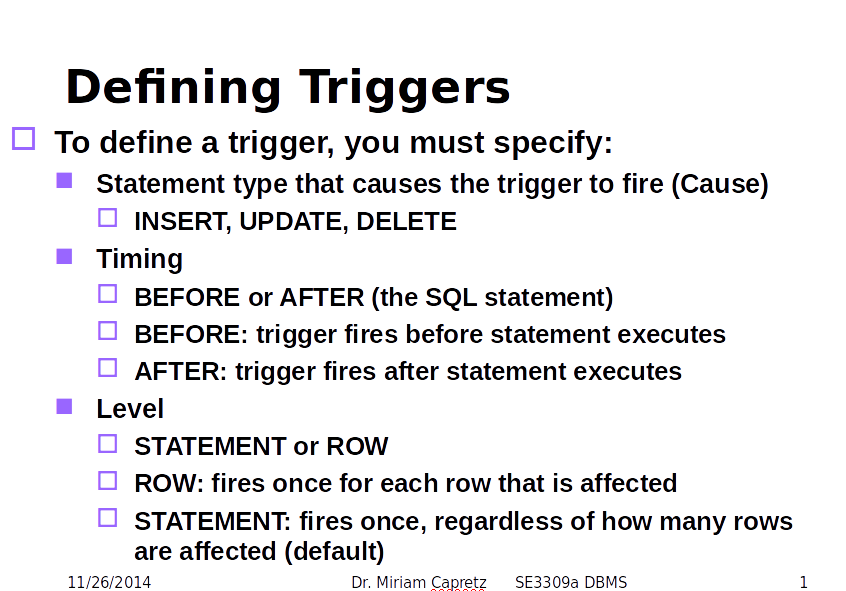 Defining Triggers
To define a trigger, you must specify:
Statement type that causes the trigger to fire (Cause)
INSERT, UPDATE, DELETE
Timing
BEFORE or AFTER (the SQL statement)
BEFORE: trigger fires before statement executes
AFTER: trigger fires after statement executes
Level
STATEMENT or ROW
ROW: fires once for each row that is affected
STATEMENT: fires once, regardless of how many rows
are affected (default)
11/26/2014 Dr. Miriam Capretz SE3309a DBMS 1